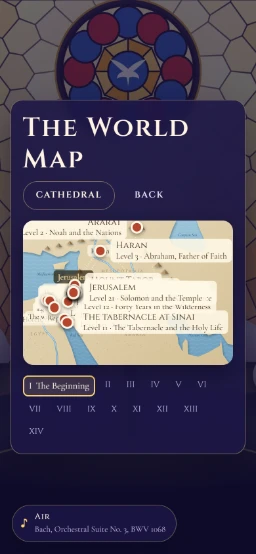 The World
Map
CATHEDRAL BACK
ARARAT
Level 2 · Noah and the Nations
Haran
Level 3 · Abraham, Father of Faith
Jerusalem
Level 21 · Solomon and the Temple
Level 12 · Forty Years in the Wilderness
The Tabernacle at Sinai
Level 11 · The Tabernacle and the Holy Life
I The Beginning II III IV V VI
VII VIII IX X XI XII XIII
XIV
Air
Bach, Orchestral Suite No. 3, BWV 1068